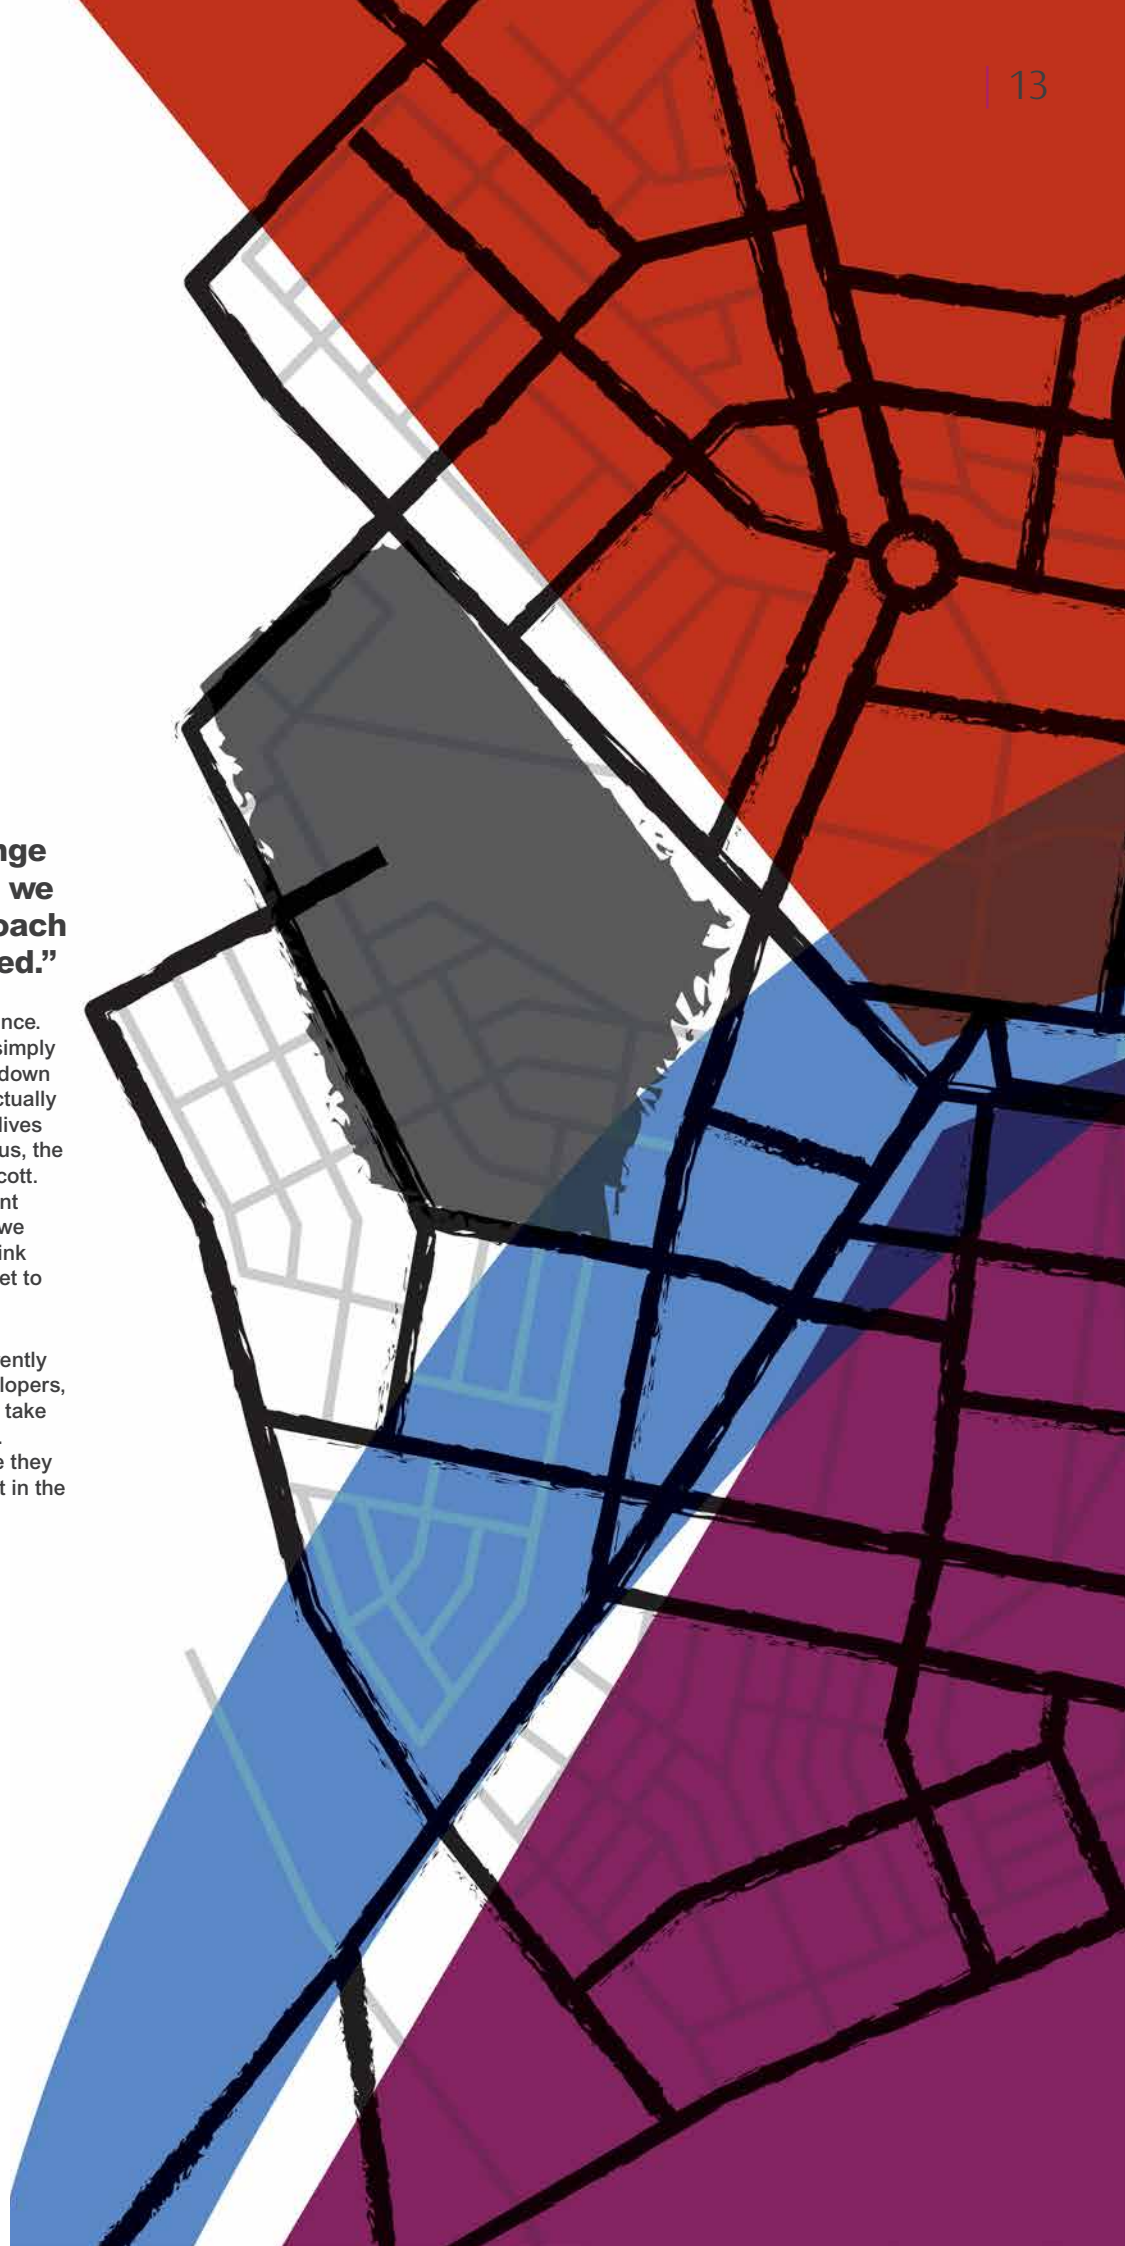 13
nge
we
oach
ed.”
nce.
simply
down
ctually
lives
us, the
cott.
nt
we
ink
et to
ently
lopers,
take
.
e they
t in the